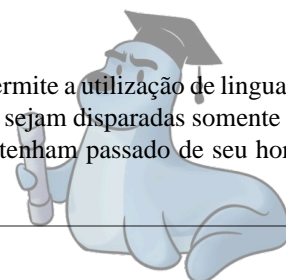 ermite a utilização de lingua
sejam disparadas somente
tenham passado de seu hor